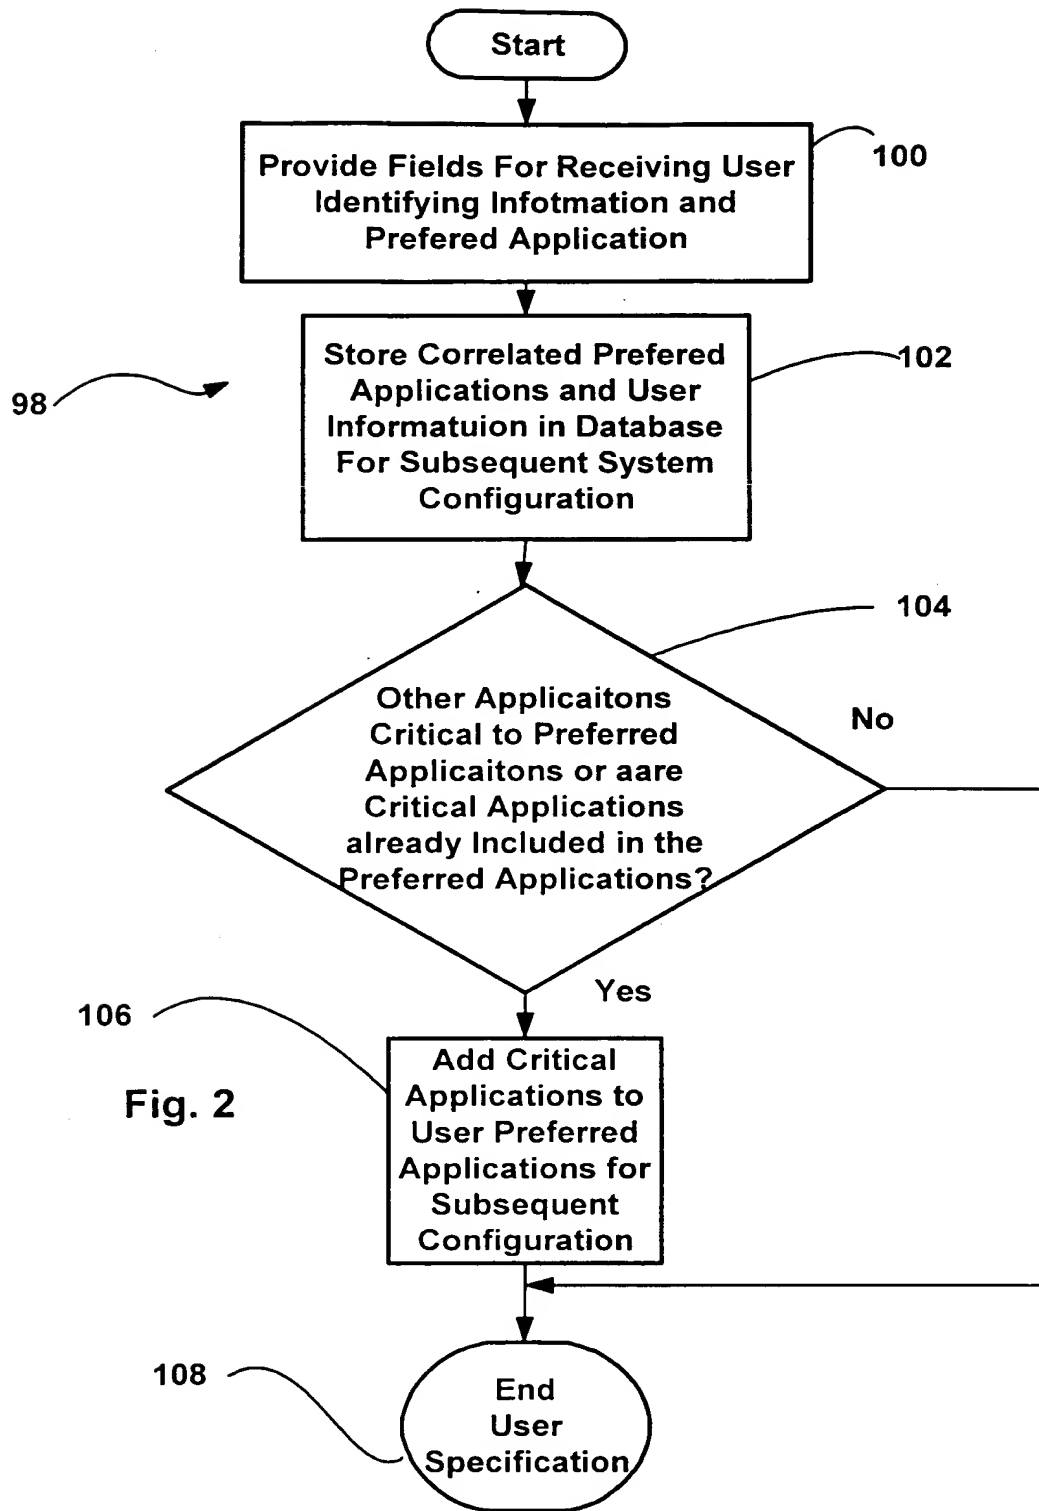 Start
Provide Fields For Receiving User
Identifying Infotmation and
Prefered Application
100
Store Correlated Prefered
Applications and User
Informatuion in Database
For Subsequent System
Configuration
102
98
104
Other Applicaitons
Critical to Preferred
Applicaitons or aare
Critical Applications
already Included in the
Preferred Applications?
No
Yes
106
Add Critical
Applications to
User Preferred
Applications for
Subsequent
Configuration
Fig. 2
108
End
User
Specification